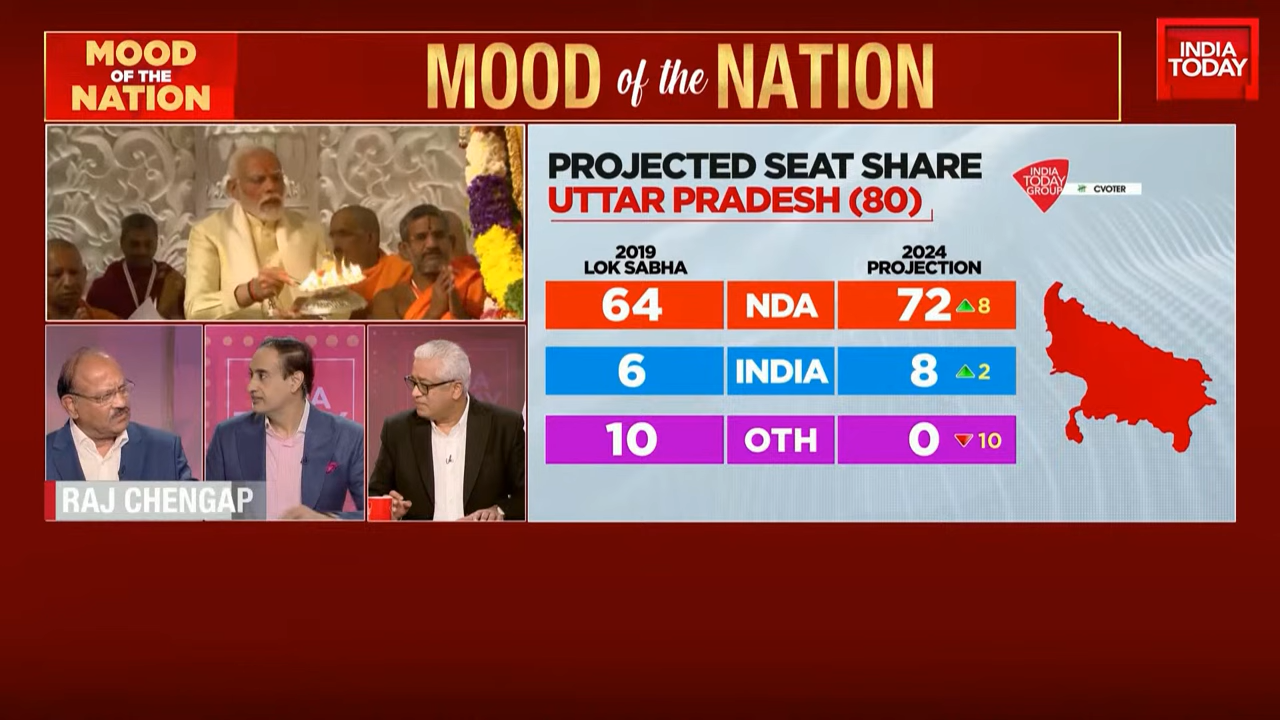 MOOD
OF THE
NATION
MOOD of the NATION
INDIA
TODAY
PROJECTED SEAT SHARE
UTTAR PRADESH (80)
INDIA
TODAY
GROUP
CVOTER
2019
LOK SABHA
2024
PROJECTION
64 NDA 72 8
6 INDIA 8 2
10 OTH 0 10
RAJ CHENGAP